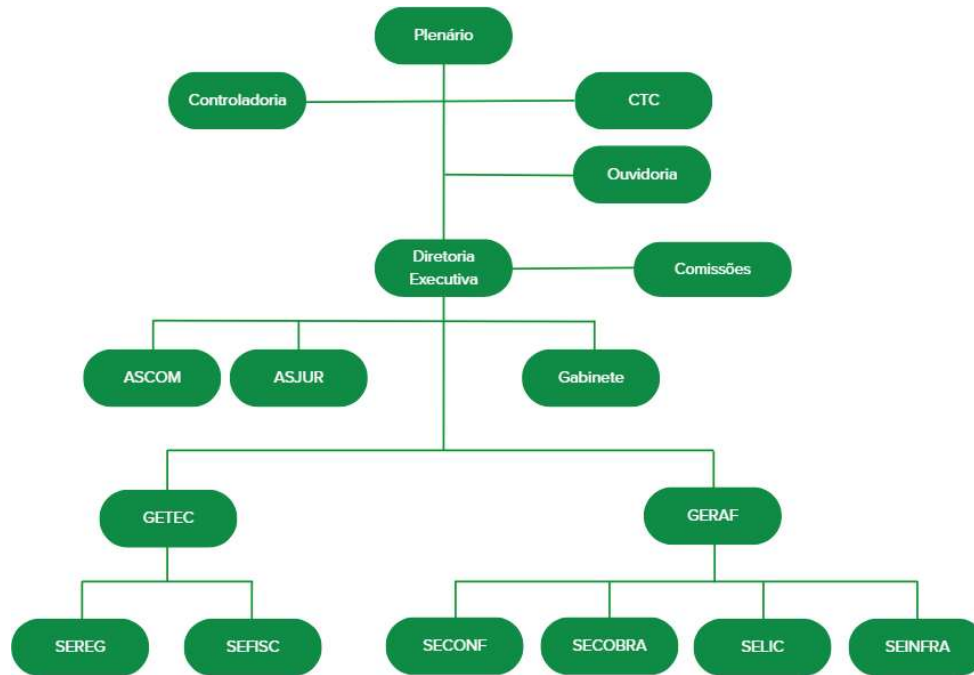 Plenário
Controladoria
CTC
Ouvidoria
Diretoria
Executiva
Comissões
ASCOM
ASJUR
Gabinete
GETEC
GERAF
SEREG
SEFISC
SECONF
SECOBRA
SELIC
SEINFRA